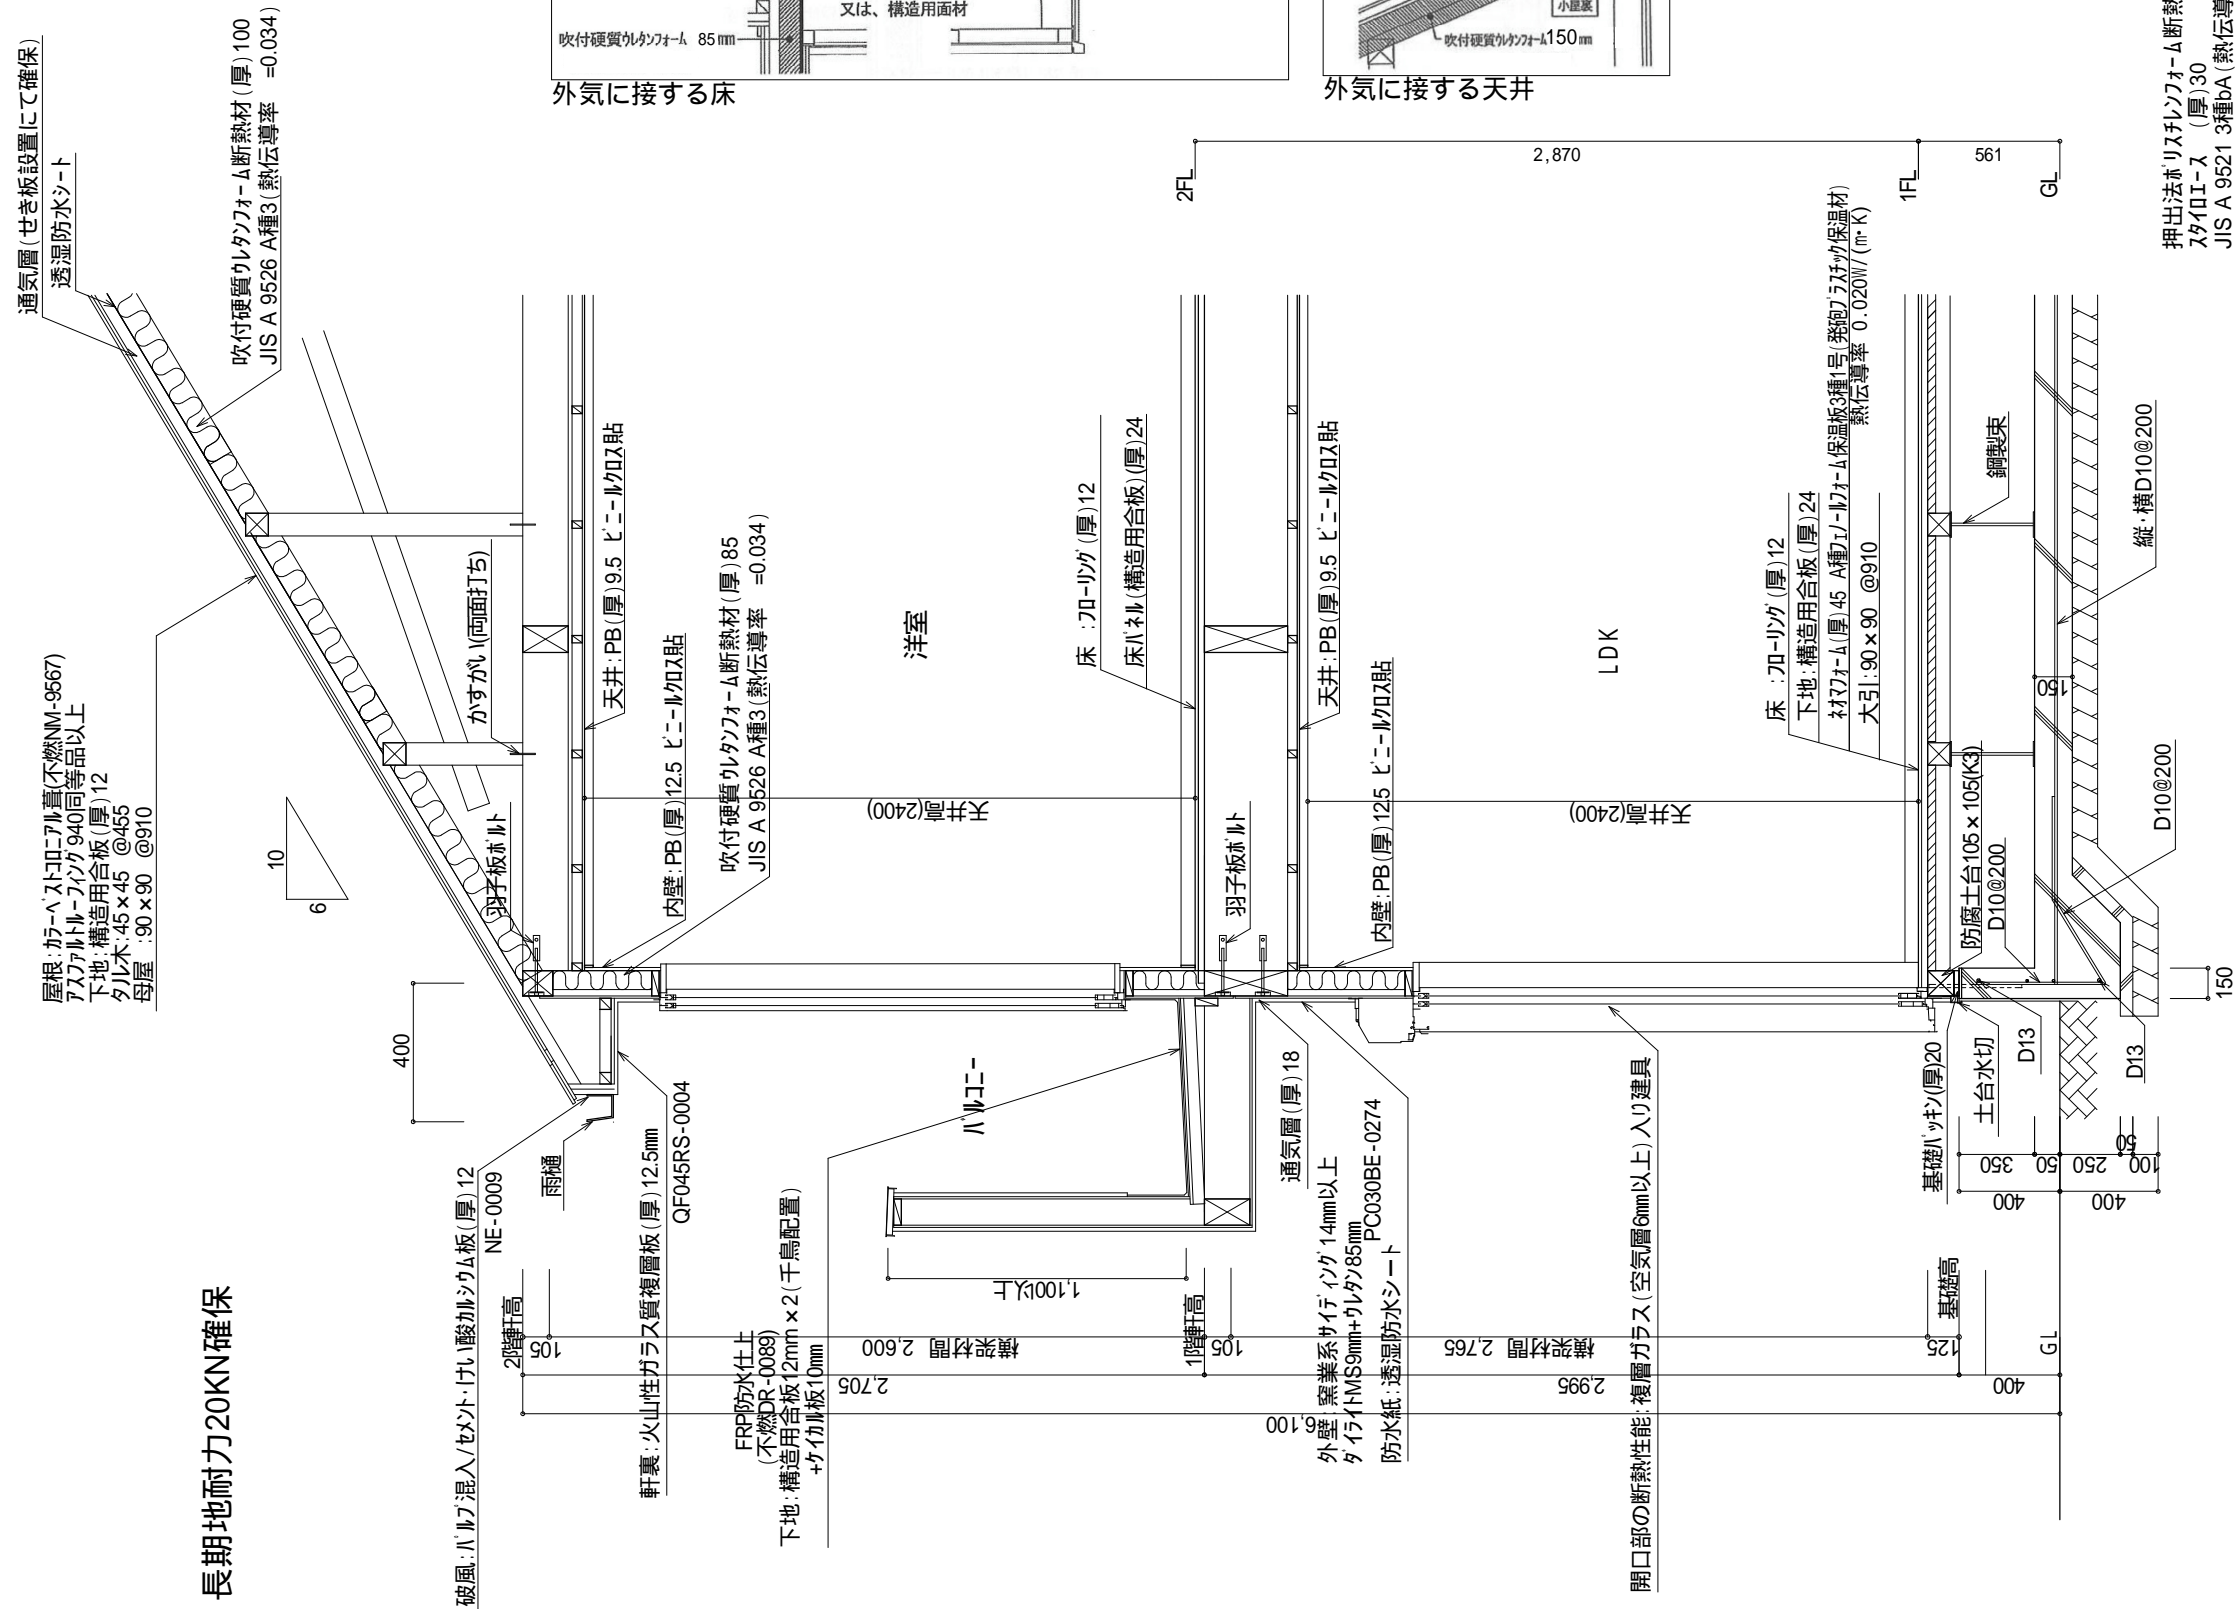 又は、構造用面材
吹付硬質ウレタンフォーム 85mm
外気に接する床
小屋裏
吹付硬質ウレタンフォーム150mm
外気に接する天井
通気層(せき板設置にて確保)
透湿防水シート
吹付硬質ウレタンフォーム断熱材(厚)100
JIS A 9526 A種3(熱伝導率 =0.034)
屋根:カラーベストコロニアル葺(不燃NM-9567)
アスファルトルーフィング940同等品以上
下地:構造用合板(厚)12
タル木:45×45 @455
母屋 :90×90 @910
10
6
400
かすがい(両面打ち)
羽子板ボルト
天井:PB(厚)9.5 ビニールクロス貼
内壁:PB(厚)12.5 ビニールクロス貼
吹付硬質ウレタンフォーム断熱材(厚)85
JIS A 9526 A種3(熱伝導率 =0.034)
洋室
天井高(2400)
床 :フローリング(厚)12
床パネル(構造用合板)(厚)24
羽子板ボルト
天井:PB(厚)9.5 ビニールクロス貼
内壁:PB(厚)12.5 ビニールクロス貼
LDK
天井高(2400)
2FL
2,870
1FL
561
GL
床 :フローリング(厚)12
下地:構造用合板(厚)24
ネオマフォーム(厚)45 A種フェノールフォーム保温板3種1号(発砲プラスチック保温材)
熱伝導率 0.020W/(m・K)
大引:90×90 @910
鋼製束
防腐土台105×105(K3)
D10@200
150
縦・横D10@200
D10@200
150
押出法ポリスチレンフォーム断熱
スタイロエース (厚)30
JIS A 9521 3種bA(熱伝導
長期地耐力20KN確保
破風:パルプ混入/セメント・けい酸カルシウム板(厚)12
NE-0009
雨樋
軒裏:火山性ガラス質複層板(厚)12.5mm
QF045RS-0004
バルコニー
FRP防水仕上
(不燃DR-0089)
下地:構造用合板12mm×2(千鳥配置)
+ケイカル板10mm
1,100以上
通気層(厚)18
外壁:窯業系サイディング14mm以上
ダイライトMS9mm+ウレタン85mm
PC030BE-0274
防水紙:透湿防水シート
開口部の断熱性能:複層ガラス(空気層6mm以上)入り建具
基礎パッキン(厚)20
土台水切
D13
D13
350
50
250
50
100
400
400
2階軒高
105
横架材間 2,600
1階軒高
105
横架材間 2,765
125
基礎高
2,705
2,995
400
GL
6,100